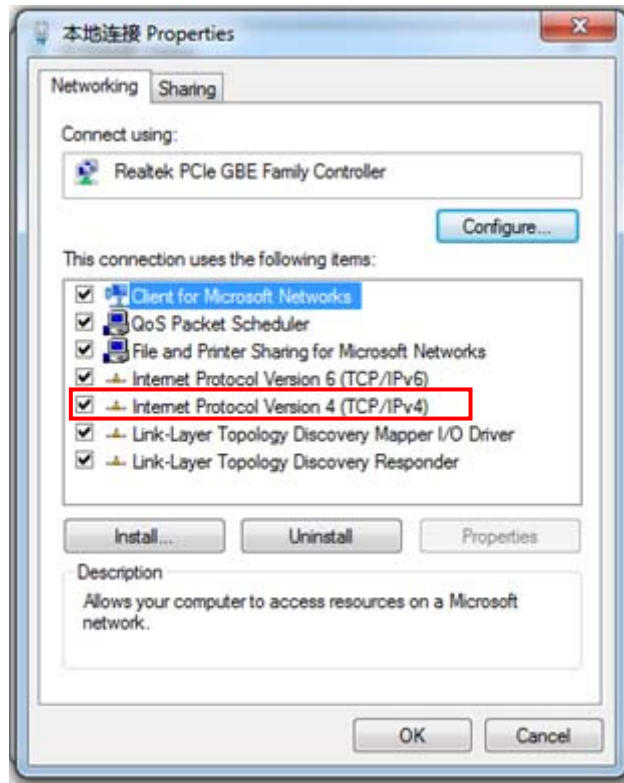 本地连接 Properties
Networking
Sharing
Connect using:
Realtek PCIe GBE Family Controller
Configure...
This connection uses the following items:
Client for Microsoft Networks
QoS Packet Scheduler
File and Printer Sharing for Microsoft Networks
Internet Protocol Version 6 (TCP/IPv6)
Internet Protocol Version 4 (TCP/IPv4)
Link-Layer Topology Discovery Mapper I/O Driver
Link-Layer Topology Discovery Responder
Install...
Uninstall
Properties
Description
Allows your computer to access resources on a Microsoft
network.
OK
Cancel